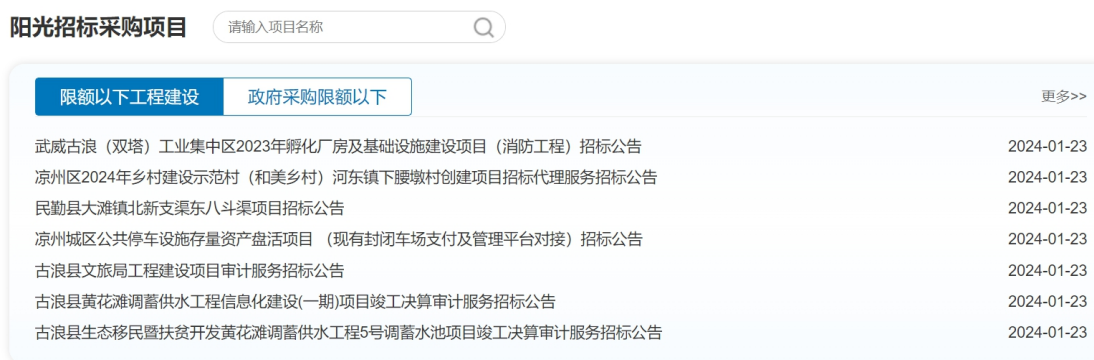 阳光招标采购项目 请输入项目名称
限额以下工程建设 政府采购限额以下 更多>>
武威古浪（双塔）工业集中区2023年孵化厂房及基础设施建设项目（消防工程）招标公告 2024-01-23
凉州区2024年乡村建设示范村（和美乡村）河东镇下腰墩村创建项目招标代理服务招标公告 2024-01-23
民勤县大滩镇北新支渠东八斗渠项目招标公告 2024-01-23
凉州城区公共停车设施存量资产盘活项目 （现有封闭车场支付及管理平台对接）招标公告 2024-01-23
古浪县文旅局工程建设项目审计服务招标公告 2024-01-23
古浪县黄花滩调蓄供水工程信息化建设(一期)项目竣工决算审计服务招标公告 2024-01-23
古浪县生态移民暨扶贫开发黄花滩调蓄供水工程5号调蓄水池项目竣工决算审计服务招标公告 2024-01-23